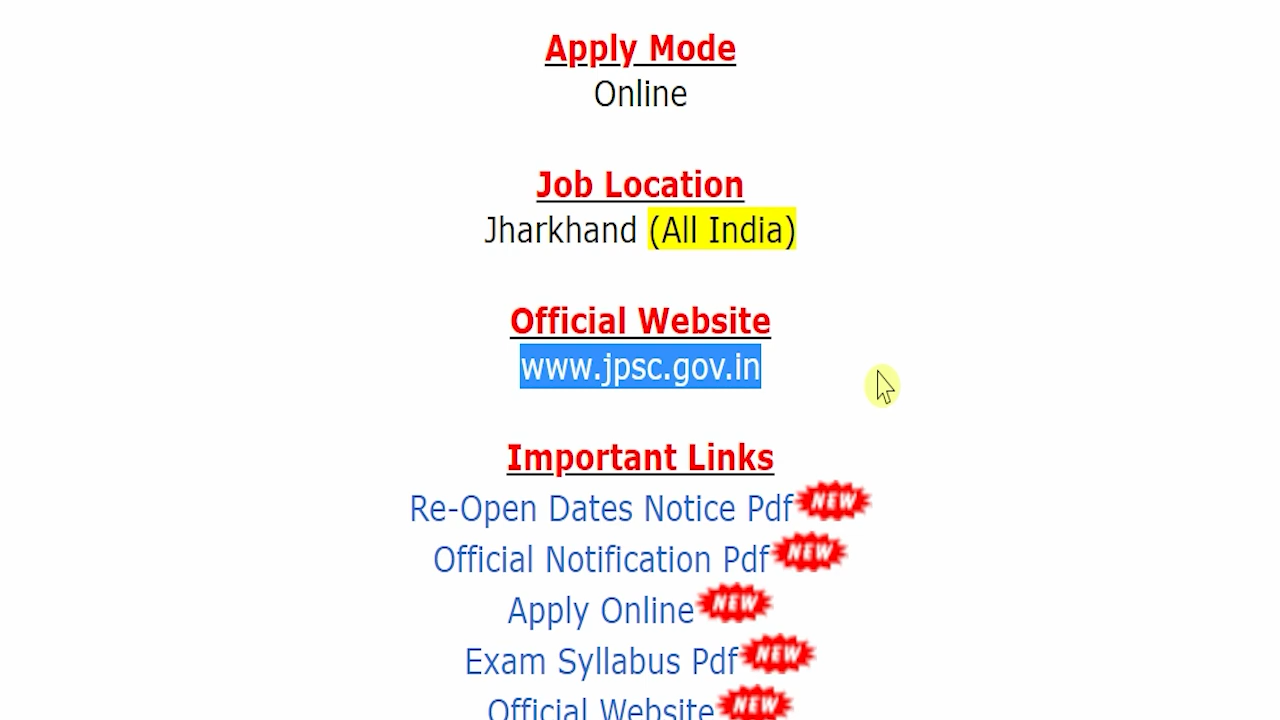 Apply Mode
Online
Job Location
Jharkhand (All India)
Official Website
www.jpsc.gov.in
Important Links
Re-Open Dates Notice Pdf NEW
Official Notification Pdf NEW
Apply Online NEW
Exam Syllabus Pdf NEW
Official Website NEW